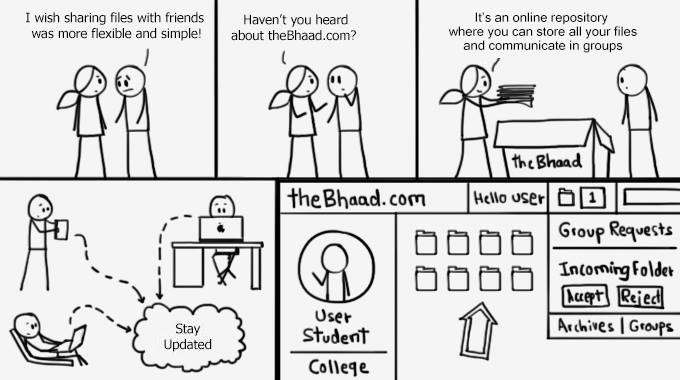 I wish sharing files with friends
was more flexible and simple!
Haven't you heard
about theBhaad.com?
It's an online repository
where you can store all your files
and communicate in groups
theBhaad
Stay
Updated
theBhaad.com
Hello user
1
User
Student
College
Group Requests
Incoming Folder
Accept Reject
Archives | Groups